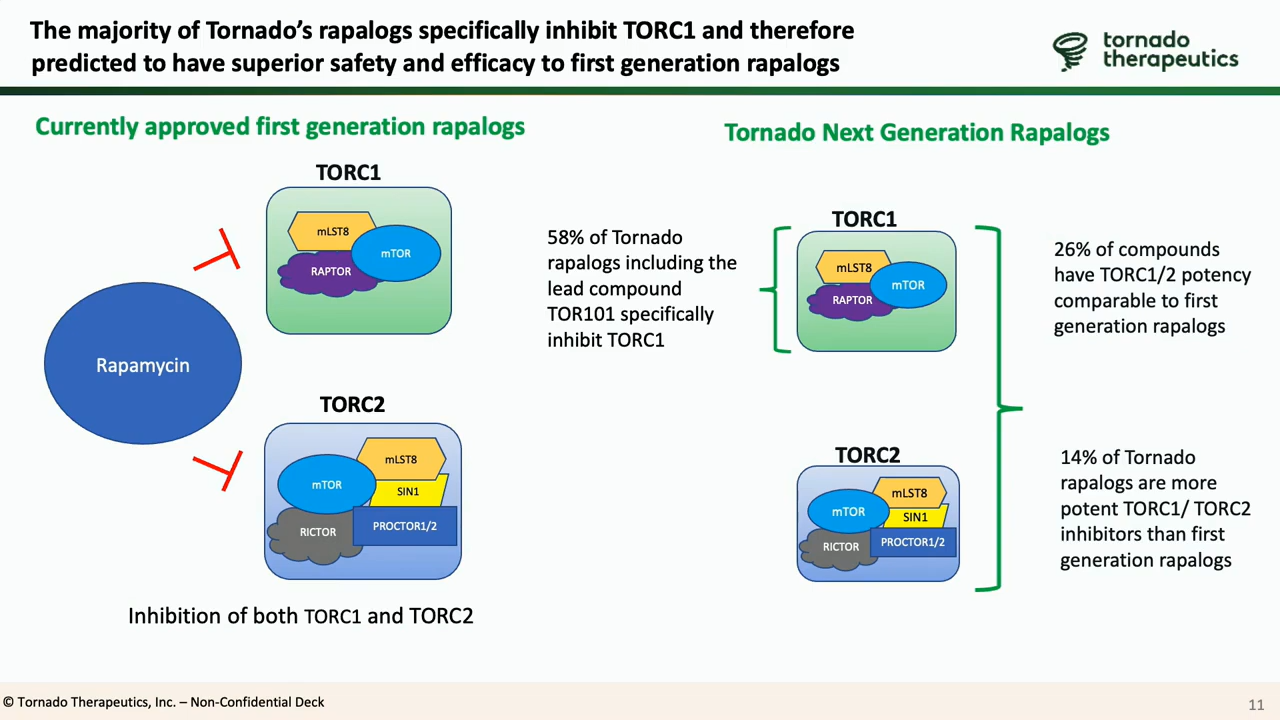 The majority of Tornado’s rapalogs specifically inhibit TORC1 and therefore
predicted to have superior safety and efficacy to first generation rapalogs
tornado
therapeutics
Currently approved first generation rapalogs
TORC1
mLST8
mTOR
RAPTOR
Rapamycin
TORC2
mLST8
mTOR
SIN1
RICTOR
PROCTOR1/2
Inhibition of both TORC1 and TORC2
Tornado Next Generation Rapalogs
58% of Tornado
rapalogs including the
lead compound
TOR101 specifically
inhibit TORC1
TORC1
mLST8
mTOR
RAPTOR
TORC2
mLST8
mTOR
SIN1
RICTOR
PROCTOR1/2
26% of compounds
have TORC1/2 potency
comparable to first
generation rapalogs
14% of Tornado
rapalogs are more
potent TORC1/ TORC2
inhibitors than first
generation rapalogs
© Tornado Therapeutics, Inc. – Non-Confidential Deck
11